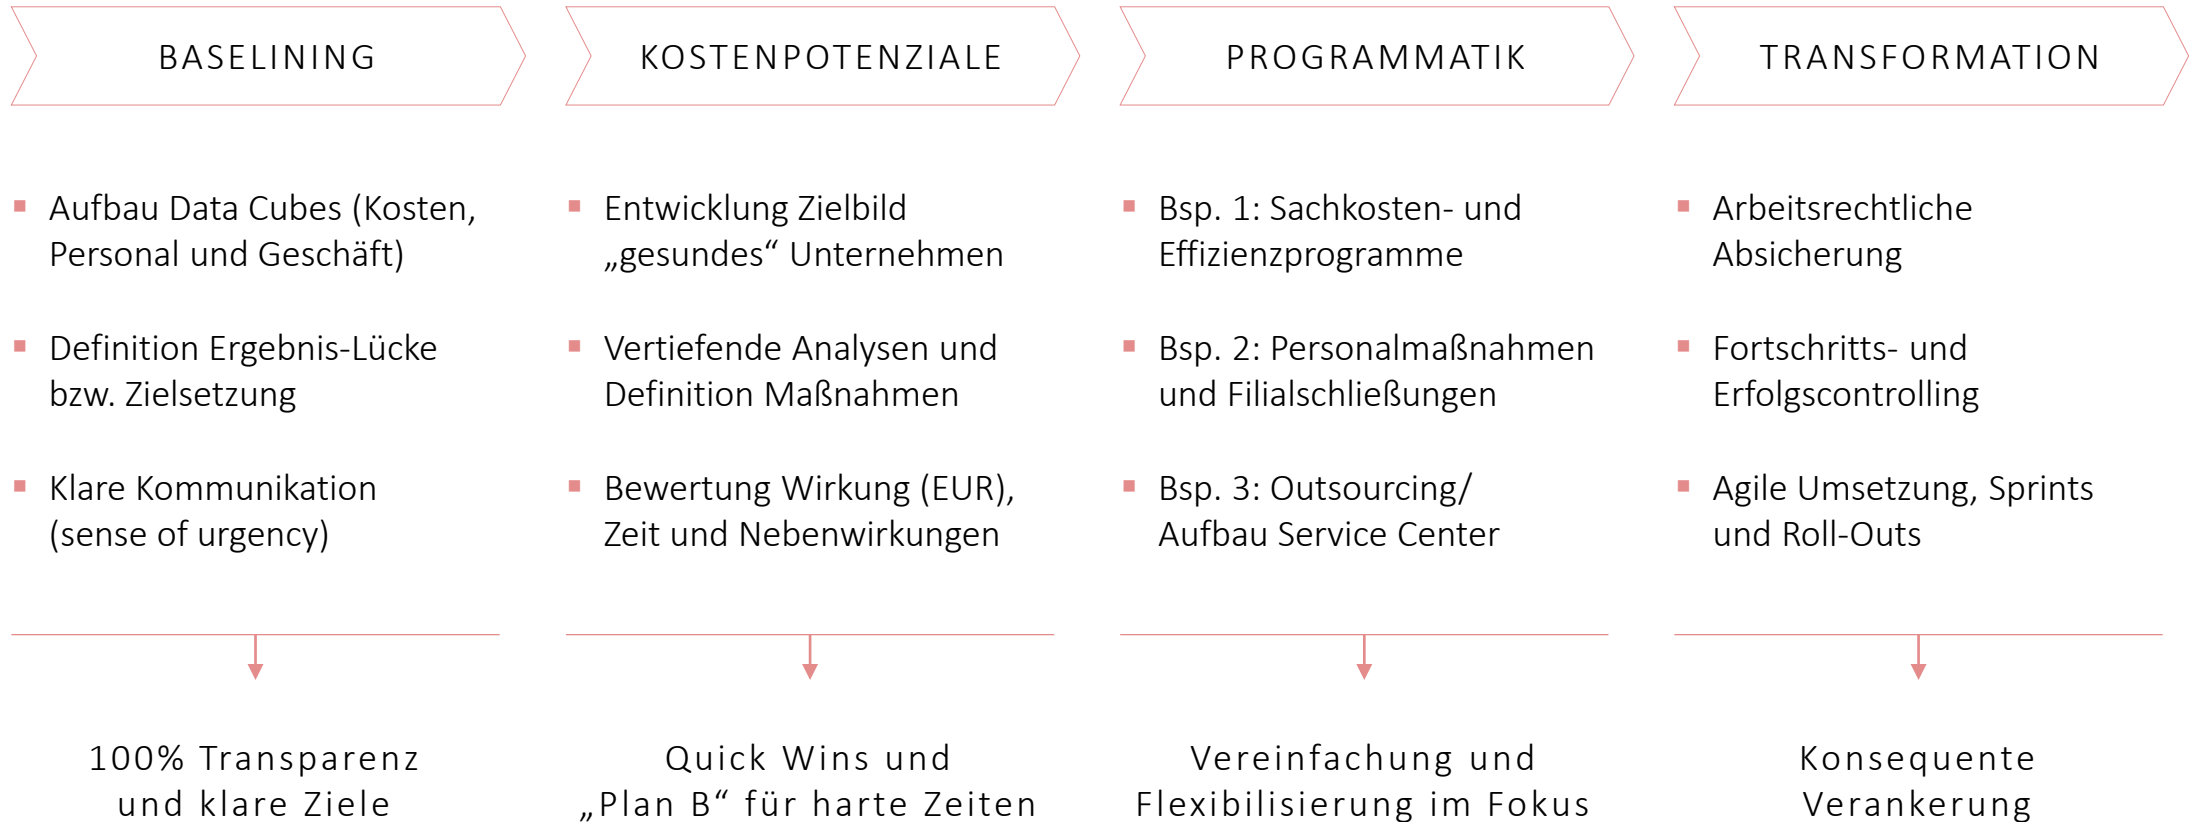 BASELINING
KOSTENPOTENZIALE
PROGRAMMATIK
TRANSFORMATION
▪ Aufbau Data Cubes (Kosten,
Personal und Geschäft)
▪ Definition Ergebnis-Lücke
bzw. Zielsetzung
▪ Klare Kommunikation
(sense of urgency)
▪ Entwicklung Zielbild
„gesundes“ Unternehmen
▪ Vertiefende Analysen und
Definition Maßnahmen
▪ Bewertung Wirkung (EUR),
Zeit und Nebenwirkungen
▪ Bsp. 1: Sachkosten- und
Effizienzprogramme
▪ Bsp. 2: Personalmaßnahmen
und Filialschließungen
▪ Bsp. 3: Outsourcing/
Aufbau Service Center
▪ Arbeitsrechtliche
Absicherung
▪ Fortschritts- und
Erfolgscontrolling
▪ Agile Umsetzung, Sprints
und Roll-Outs
100% Transparenz
und klare Ziele
Quick Wins und
„Plan B“ für harte Zeiten
Vereinfachung und
Flexibilisierung im Fokus
Konsequente
Verankerung